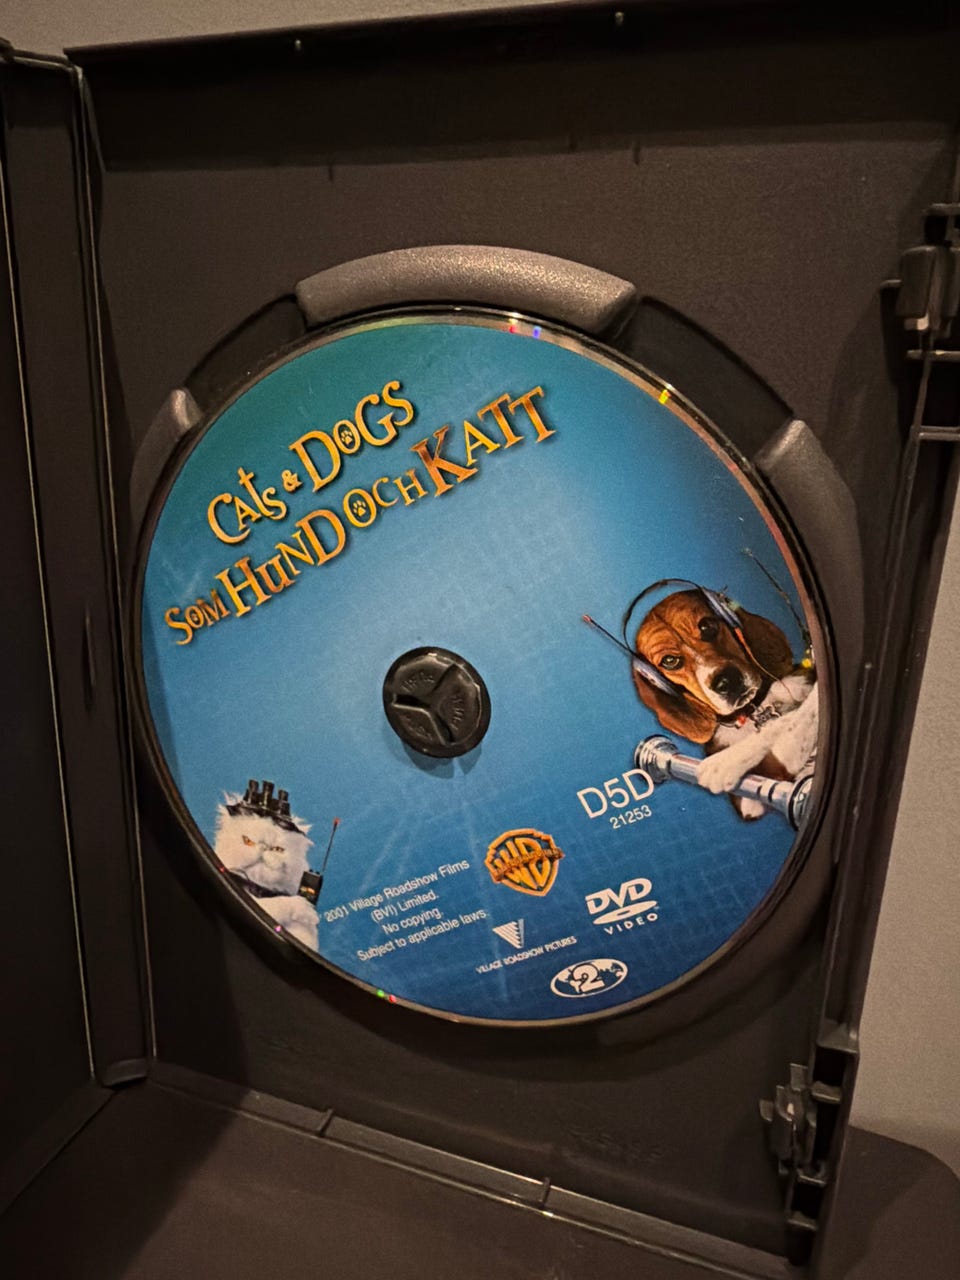 CATS & DOGS
SOM HUND OCH KATT
D5D
21253
2001 Village Roadshow Films
(BVI) Limited.
No copying.
Subject to applicable laws.
WB
VILLAGE ROADSHOW PICTURES
DVD
VIDEO
2